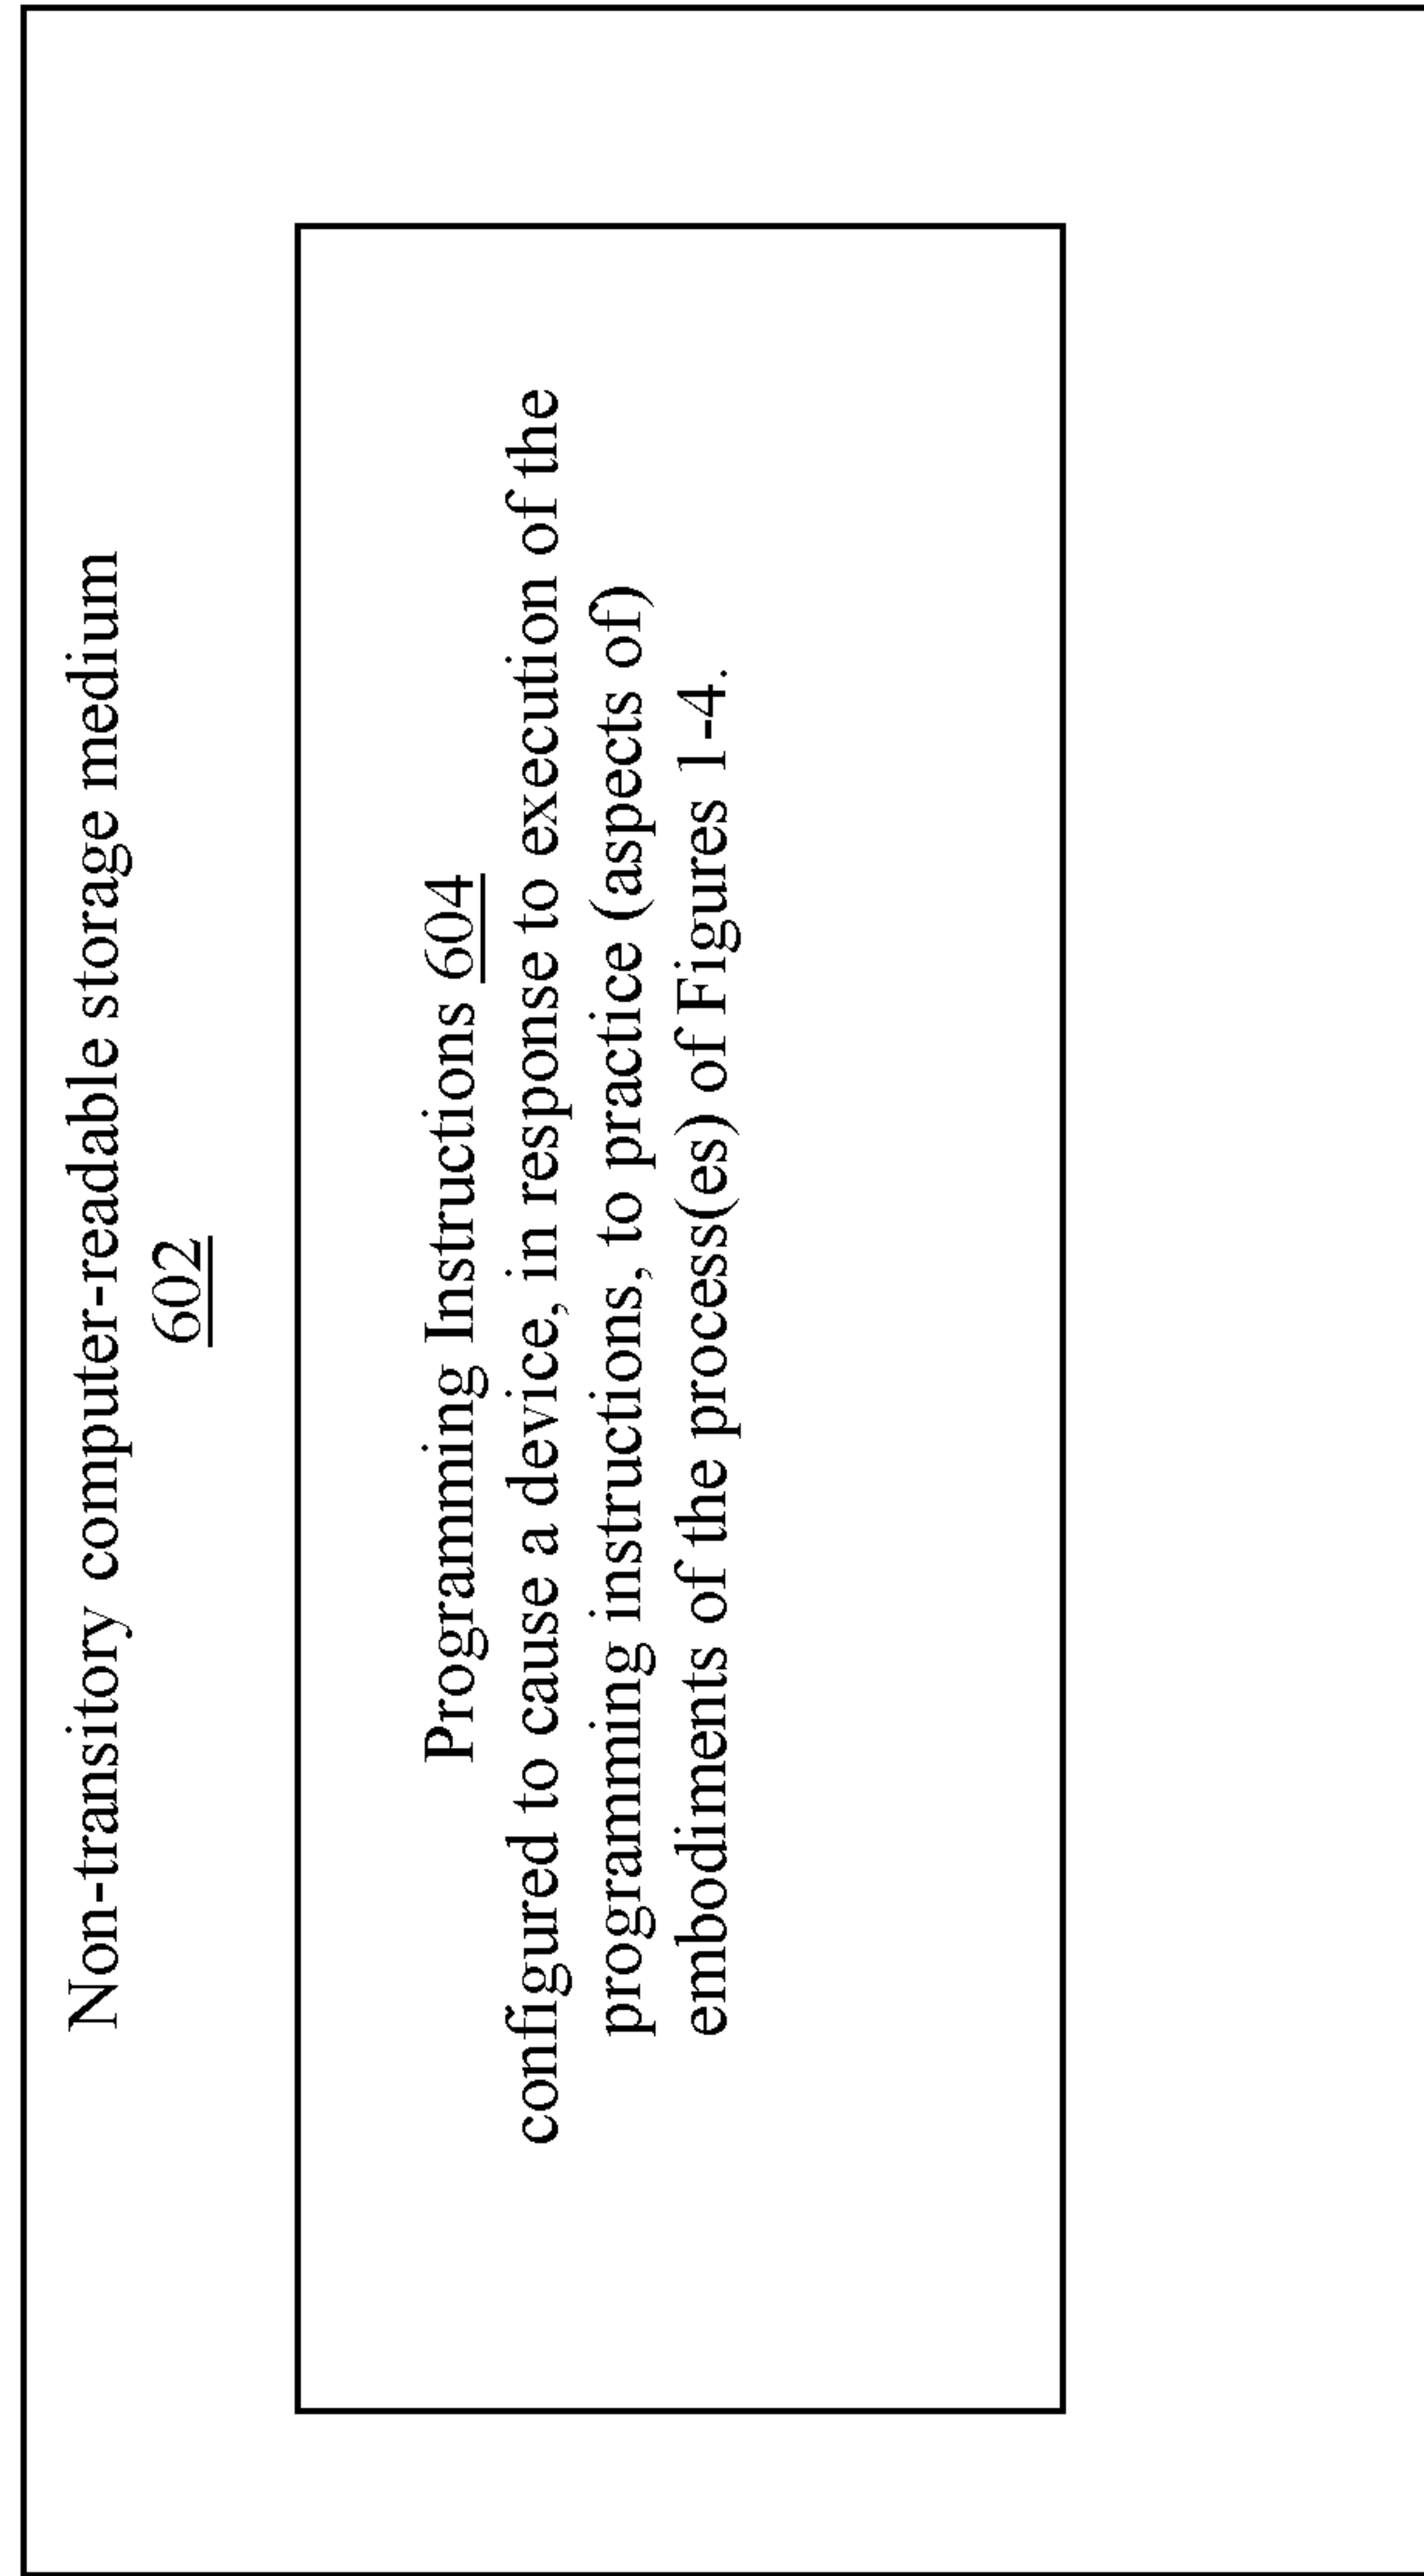 Non-transitory computer-readable storage medium
602
Programming Instructions 604
configured to cause a device, in response to execution of the
programming instructions, to practice (aspects of)
embodiments of the process(es) of Figures 1-4.